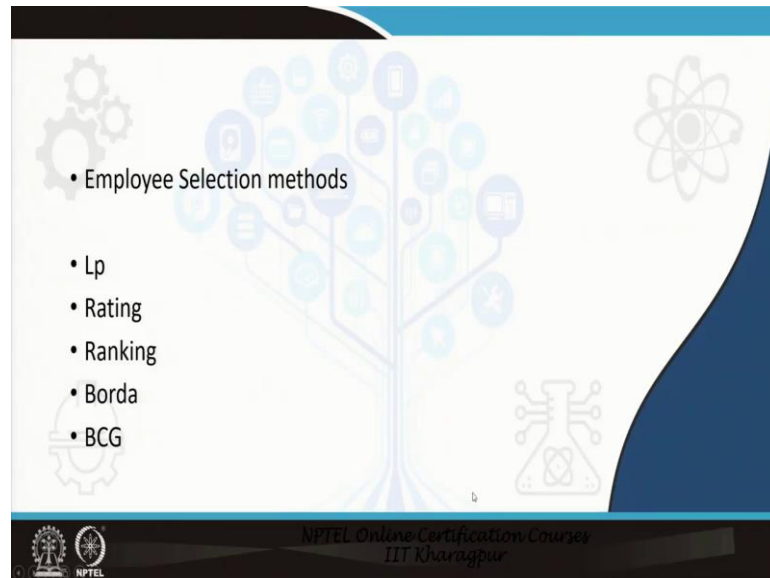 • Employee Selection methods
• Lp
• Rating
• Ranking
• Borda
• BCG
NPTEL Online Certification Courses
IIT Kharagpur
NPTEL